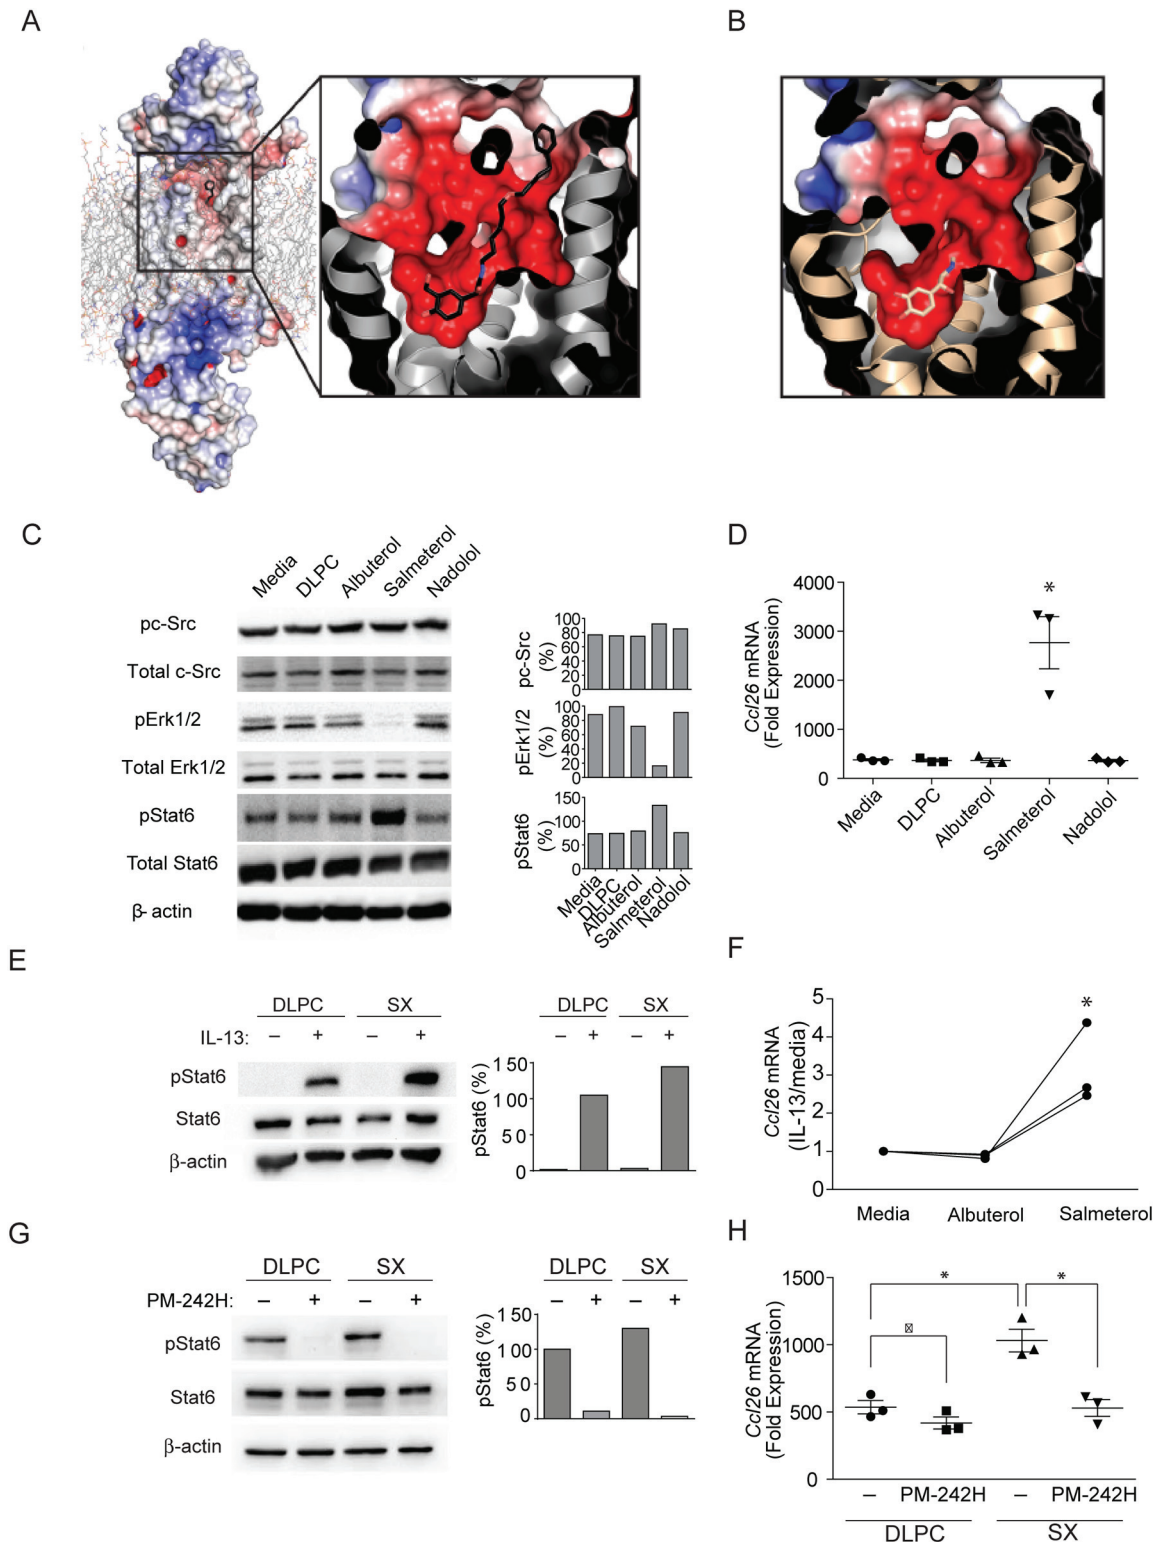 A
B
C
Media
DLPC
Albuterol
Salmeterol
Nadolol
pc-Src
Total c-Src
pErk1/2
Total Erk1/2
pStat6
Total Stat6
β- actin
pc-Src
(%)
100
80
60
40
20
0
pErk1/2
(%)
100
80
60
40
20
0
pStat6
(%)
150
100
50
0
Media
DLPC
Albuterol
Salmeterol
Nadolol
D
Ccl26 mRNA
(Fold Expression)
4000
3000
2000
1000
0
*
Media
DLPC
Albuterol
Salmeterol
Nadolol
E
DLPC SX
IL-13: – + – +
pStat6
Stat6
β-actin
DLPC SX
– + – +
pStat6 (%)
150
100
50
0
F
Ccl26 mRNA
(IL-13/media)
5
4
3
2
1
0
*
Media Albuterol Salmeterol
G
DLPC SX
PM-242H: – + – +
pStat6
Stat6
β-actin
DLPC SX
– + – +
pStat6 (%)
150
100
50
0
H
Ccl26 mRNA
(Fold Expression)
1500
1000
500
0
* *
– PM-242H – PM-242H
DLPC SX